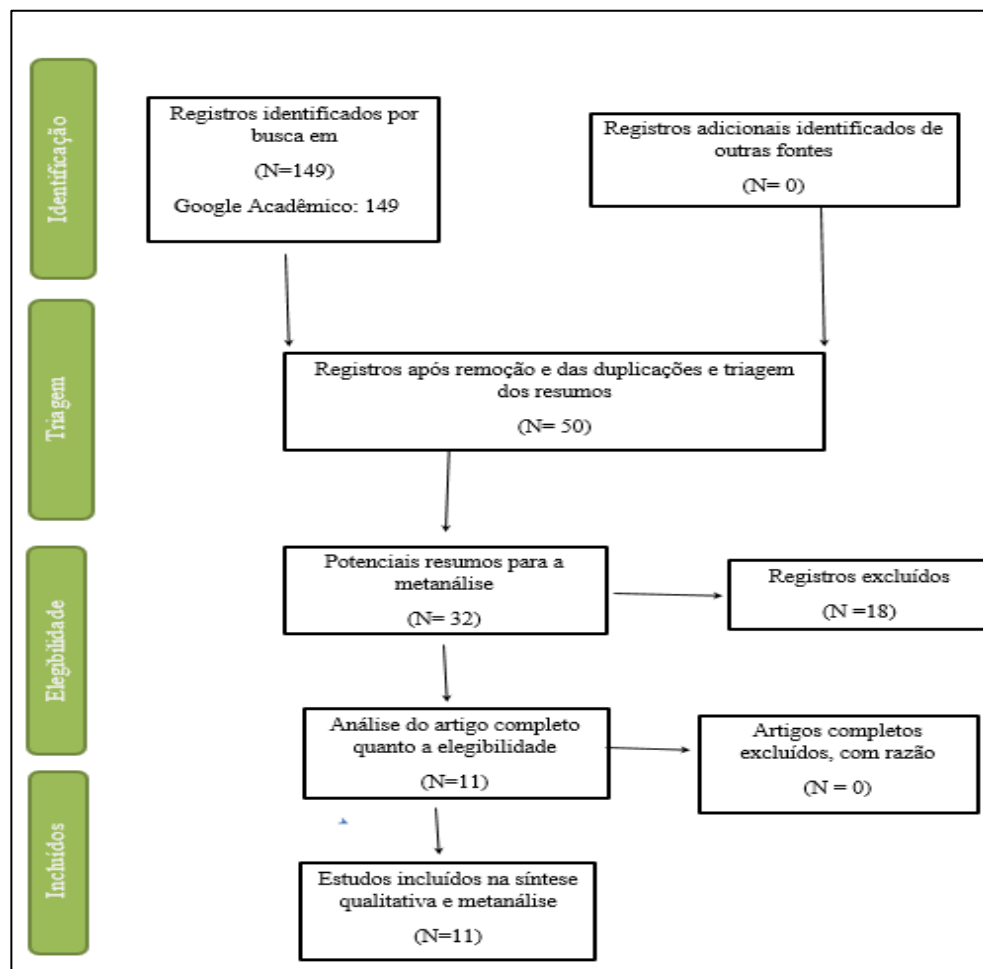 Identificação
Registros identificados por
busca em
(N=149)
Google Acadêmico: 149
Registros adicionais identificados de
outras fontes
(N= 0)
Triagem
Registros após remoção e das duplicações e triagem
dos resumos
(N= 50)
Elegibilidade
Potenciais resumos para a
metanálise
(N= 32)
Registros excluídos
(N =18)
Análise do artigo completo
quanto a elegibilidade
(N=11)
Artigos completos
excluídos, com razão
(N = 0)
Incluídos
Estudos incluídos na síntese
qualitativa e metanálise
(N=11)